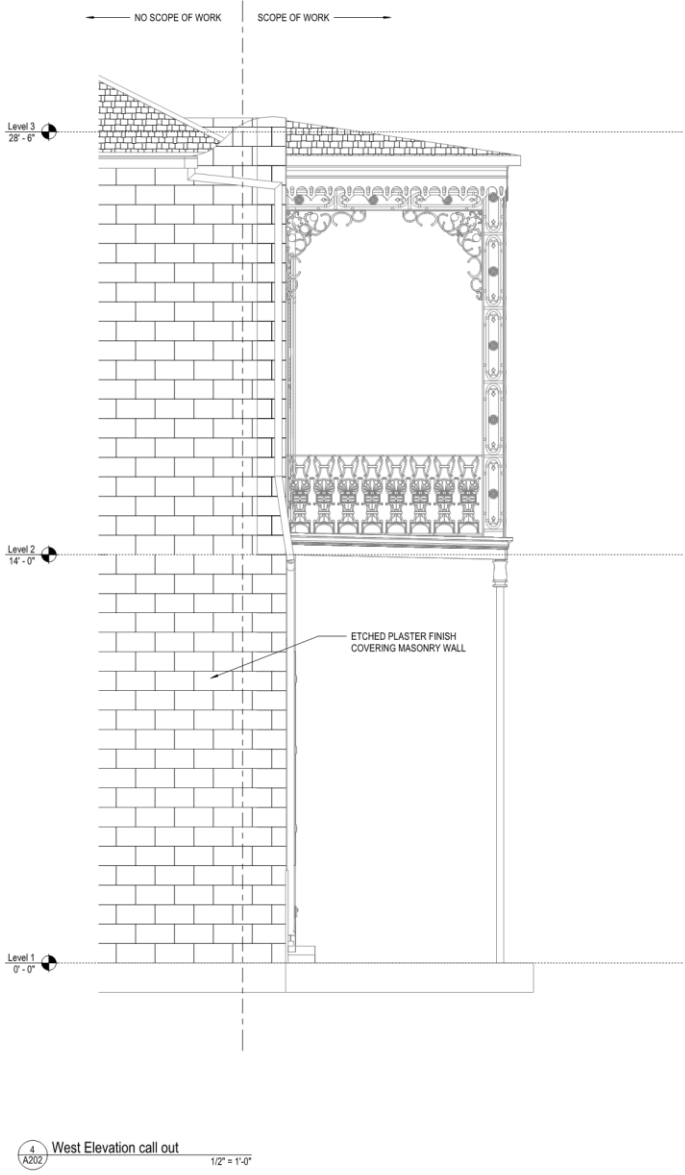 NO SCOPE OF WORK
SCOPE OF WORK
Level 3
28' - 6"
Level 2
14' - 0"
ETCHED PLASTER FINISH
COVERING MASONRY WALL
Level 1
0' - 0"
4
A202
West Elevation call out
1/2" = 1'-0"